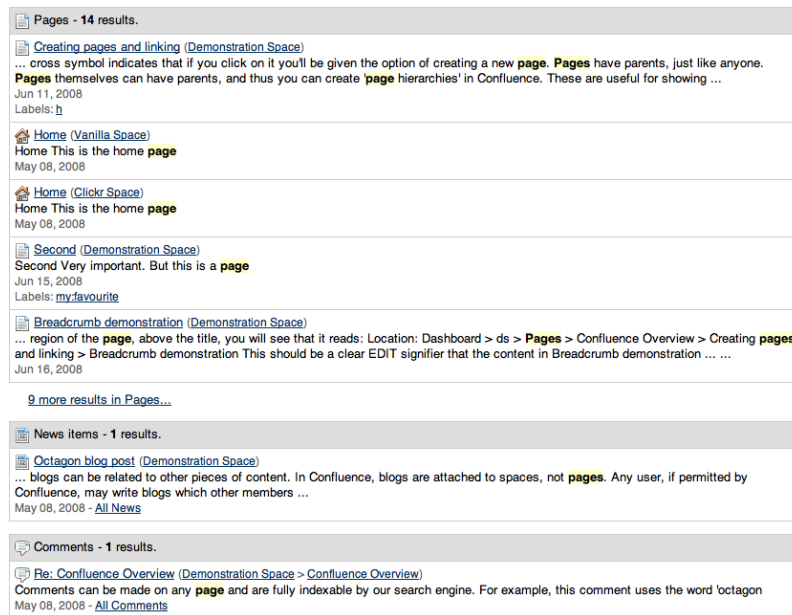 Pages - 14 results.
Creating pages and linking (Demonstration Space)
... cross symbol indicates that if you click on it you'll be given the option of creating a new page. Pages have parents, just like anyone.
Pages themselves can have parents, and thus you can create 'page hierarchies' in Confluence. These are useful for showing ...
Jun 11, 2008
Labels: h
Home (Vanilla Space)
Home This is the home page
May 08, 2008
Home (Clickr Space)
Home This is the home page
May 08, 2008
Second (Demonstration Space)
Second Very important. But this is a page
Jun 15, 2008
Labels: my:favourite
Breadcrumb demonstration (Demonstration Space)
... region of the page, above the title, you will see that it reads: Location: Dashboard > ds > Pages > Confluence Overview > Creating pages
and linking > Breadcrumb demonstration This should be a clear EDIT signifier that the content in Breadcrumb demonstration ... ...
Jun 16, 2008
9 more results in Pages...
News items - 1 results.
Octagon blog post (Demonstration Space)
... blogs can be related to other pieces of content. In Confluence, blogs are attached to spaces, not pages. Any user, if permitted by
Confluence, may write blogs which other members ...
May 08, 2008 - All News
Comments - 1 results.
Re: Confluence Overview (Demonstration Space > Confluence Overview)
Comments can be made on any page and are fully indexable by our search engine. For example, this comment uses the word 'octagon
May 08, 2008 - All Comments